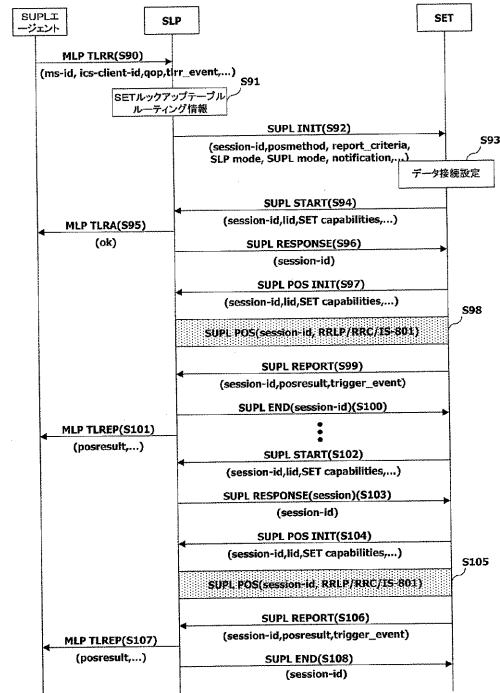 SUPLエージェント
SLP
SET
MLP TLRR(S90)
(ms-id, ics-client-id,qop,tlrr_event,...)
S91
SETルックアップテーブル
ルーティング情報
SUPL INIT(S92)
(session-id,posmethod, report_criteria,
SLP mode, SUPL mode, notification,...)
S93
データ接続設定
SUPL START(S94)
(session-id,lid,SET capabilities,...)
MLP TLRA(S95)
(ok)
SUPL RESPONSE(S96)
(session-id)
SUPL POS INIT(S97)
(session-id,lid,SET capabilities,...)
S98
SUPL POS(session-id, RRLP/RRC/IS-801)
SUPL REPORT(S99)
(session-id,posresult,trigger_event)
SUPL END(session-id)(S100)
MLP TLREP(S101)
(posresult,...)
SUPL START(S102)
(session-id,lid,SET capabilities,...)
SUPL RESPONSE(session)(S103)
(session-id)
SUPL POS INIT(S104)
(session-id,lid,SET capabilities,...)
S105
SUPL POS(session-id, RRLP/RRC/IS-801)
SUPL REPORT(S106)
(session-id,posresult,trigger_event)
MLP TLREP(S107)
(posresult,...)
SUPL END(S108)
(session-id)